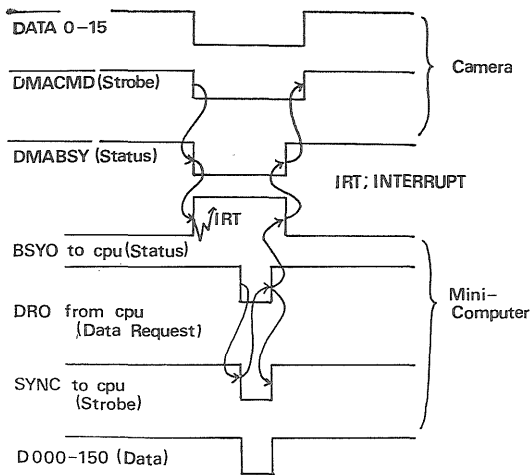 DATA 0-15
DMACMD (Strobe)
Camera
DMABSY (Status)
IRT; INTERRUPT
IRT
BSYO to cpu (Status)
DRO from cpu
(Data Request)
Mini-
Computer
SYNC to cpu
(Strobe)
D000-150 (Data)